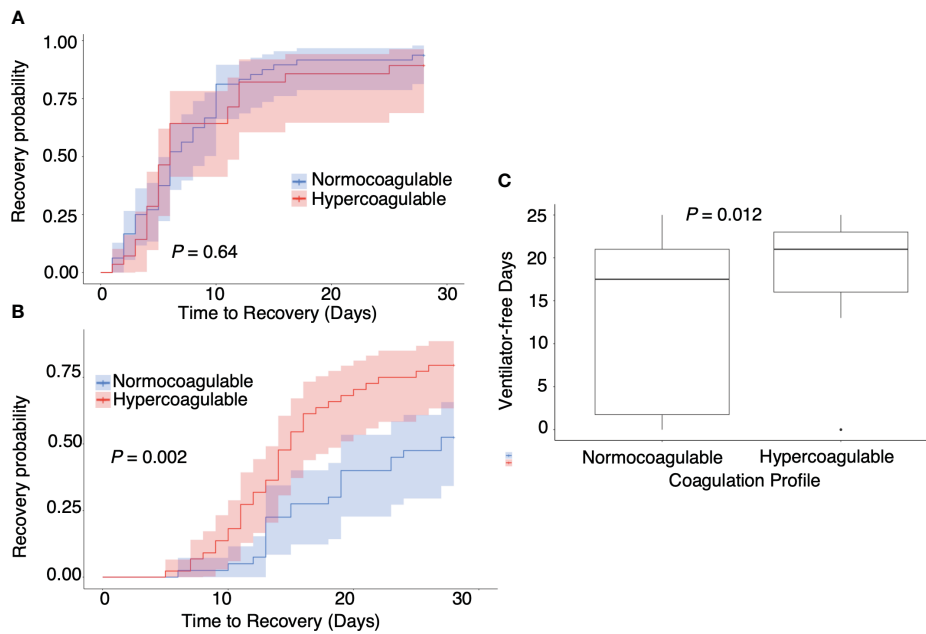 A
Recovery probability
1.00
0.75
0.50
0.25
0.00
Normocoagulable
Hypercoagulable
P = 0.64
0 10 20 30
Time to Recovery (Days)
B
Recovery probability
0.75
0.50
0.25
0.00
Normocoagulable
Hypercoagulable
P = 0.002
0 10 20 30
Time to Recovery (Days)
C
Ventilator-free Days
25
20
15
10
5
0
P = 0.012
Normocoagulable Hypercoagulable
Coagulation Profile